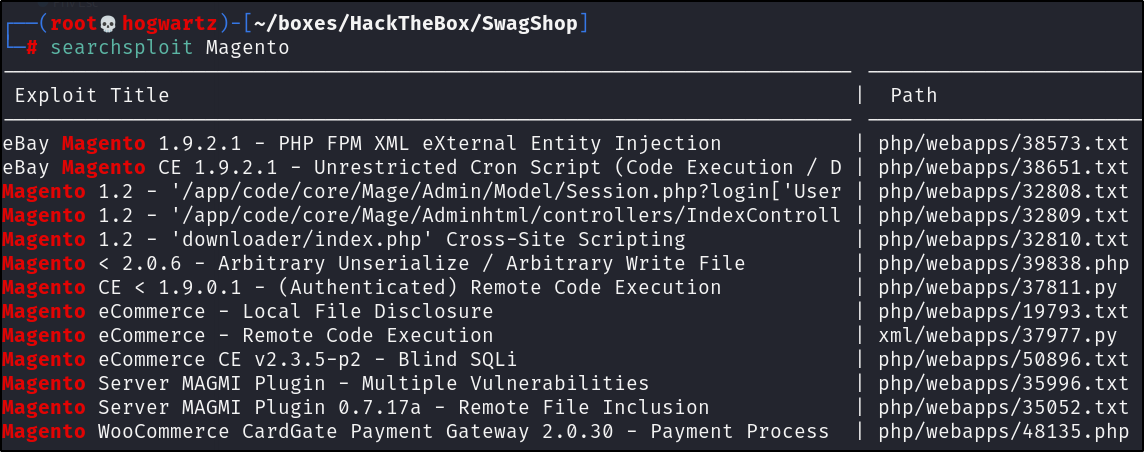 ┌──(root💀hogwartz)-[~/boxes/HackTheBox/SwagShop]
└─# searchsploit Magento
Exploit Title | Path
eBay Magento 1.9.2.1 - PHP FPM XML eXternal Entity Injection | php/webapps/38573.txt
eBay Magento CE 1.9.2.1 - Unrestricted Cron Script (Code Execution / D | php/webapps/38651.txt
Magento 1.2 - '/app/code/core/Mage/Admin/Model/Session.php?login['User | php/webapps/32808.txt
Magento 1.2 - '/app/code/core/Mage/Adminhtml/controllers/IndexControll | php/webapps/32809.txt
Magento 1.2 - 'downloader/index.php' Cross-Site Scripting | php/webapps/32810.txt
Magento < 2.0.6 - Arbitrary Unserialize / Arbitrary Write File | php/webapps/39838.php
Magento CE < 1.9.0.1 - (Authenticated) Remote Code Execution | php/webapps/37811.py
Magento eCommerce - Local File Disclosure | php/webapps/19793.txt
Magento eCommerce - Remote Code Execution | xml/webapps/37977.py
Magento eCommerce CE v2.3.5-p2 - Blind SQLi | php/webapps/50896.txt
Magento Server MAGMI Plugin - Multiple Vulnerabilities | php/webapps/35996.txt
Magento Server MAGMI Plugin 0.7.17a - Remote File Inclusion | php/webapps/35052.txt
Magento WooCommerce CardGate Payment Gateway 2.0.30 - Payment Process | php/webapps/48135.php